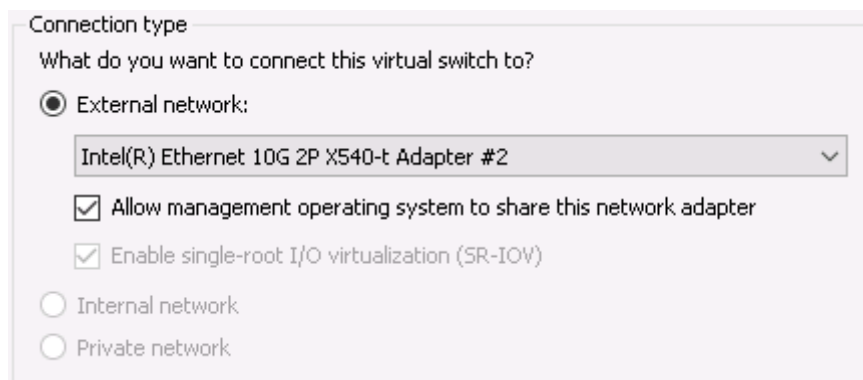 Connection type
What do you want to connect this virtual switch to?
External network:
Intel(R) Ethernet 10G 2P X540-t Adapter #2
Allow management operating system to share this network adapter
Enable single-root I/O virtualization (SR-IOV)
Internal network
Private network